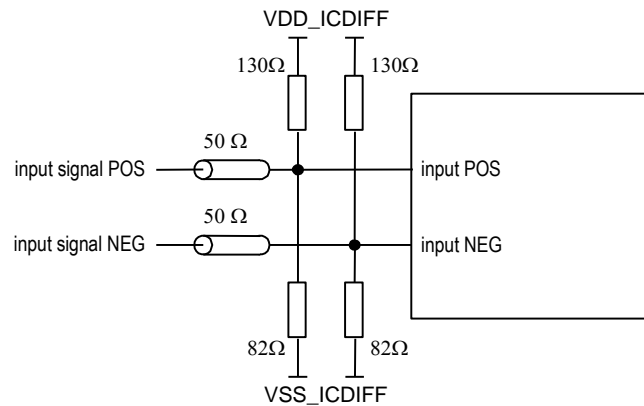 VDD_ICDIFF
130Ω 130Ω
50 Ω
input signal POS input POS
50 Ω
input signal NEG input NEG
82Ω 82Ω
VSS_ICDIFF